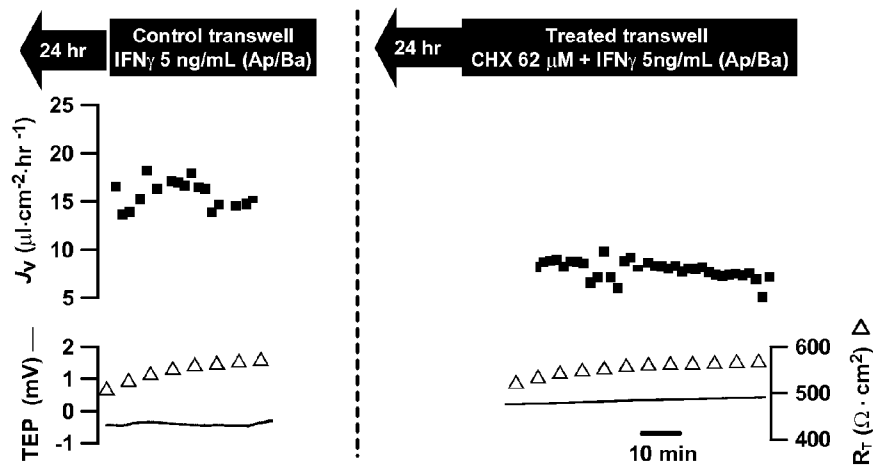 24 hr
Control transwell
IFNγ 5 ng/mL (Ap/Ba)
24 hr
Treated transwell
CHX 62 μM + IFNγ 5ng/mL (Ap/Ba)
25
20
15
10
5
Jv (μl·cm-2·hr -1)
2
1
0
-1
TEP (mV)
600
500
400
RT (Ω · cm2)
10 min